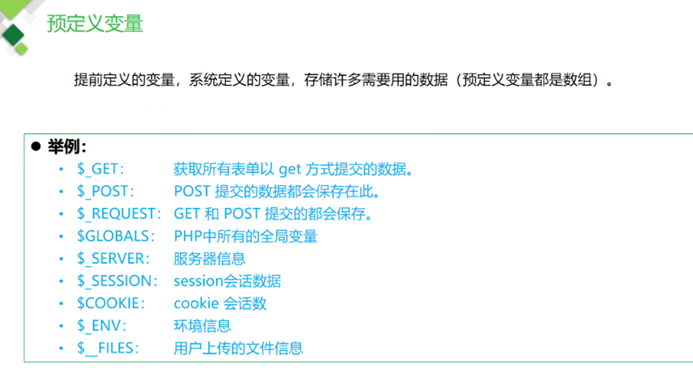 预定义变量
提前定义的变量，系统定义的变量，存储许多需要用的数据（预定义变量都是数组）。
● 举例：
• $_GET： 获取所有表单以 get 方式提交的数据。
• $_POST： POST 提交的数据都会保存在此。
• $_REQUEST： GET 和 POST 提交的都会保存。
• $GLOBALS： PHP中所有的全局变量
• $_SERVER： 服务器信息
• $_SESSION： session会话数据
• $COOKIE： cookie 会话数
• $_ENV： 环境信息
• $__FILES： 用户上传的文件信息